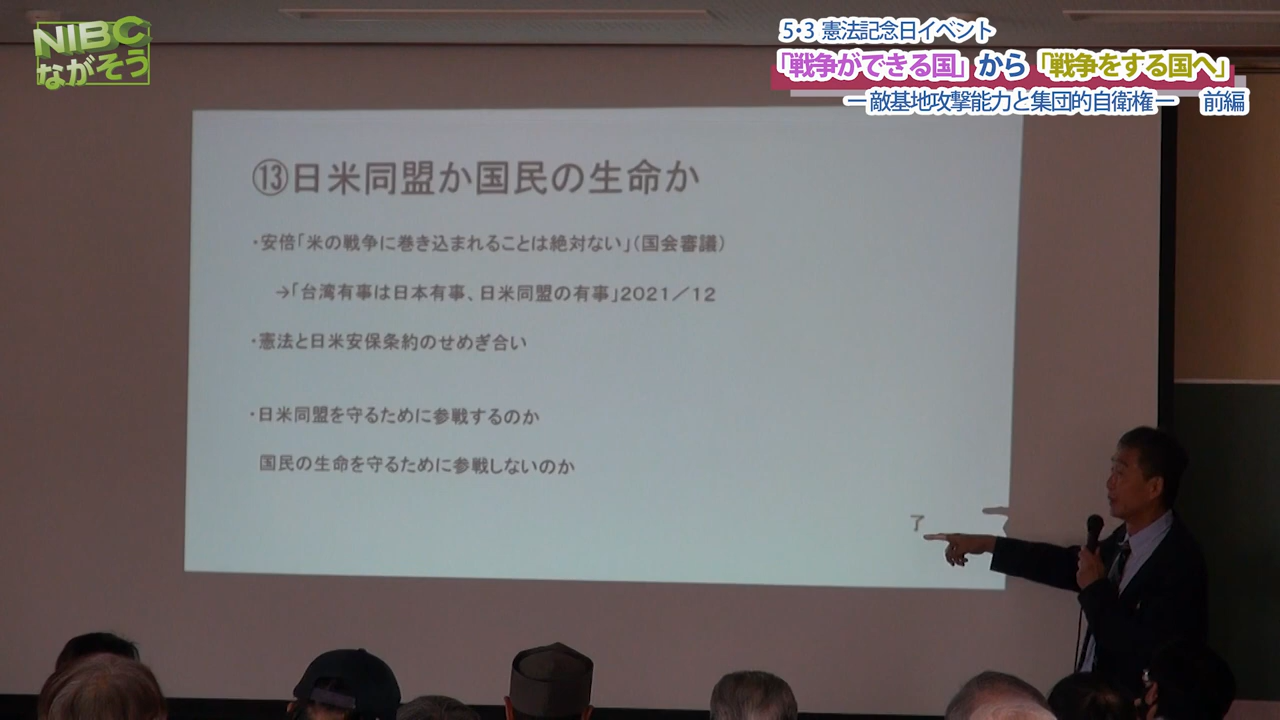 NIBC
ながそう
5・3 憲法記念日イベント
「戦争ができる国」から「戦争をする国へ」
ー敵基地攻撃能力と集団的自衛権ー　前編
⑬日米同盟か国民の生命か
・安倍「米の戦争に巻き込まれることは絶対ない」(国会審議)
→「台湾有事は日本有事、日米同盟の有事」2021／12
・憲法と日米安保条約のせめぎ合い
・日米同盟を守るために参戦するのか
国民の生命を守るために参戦しないのか
了